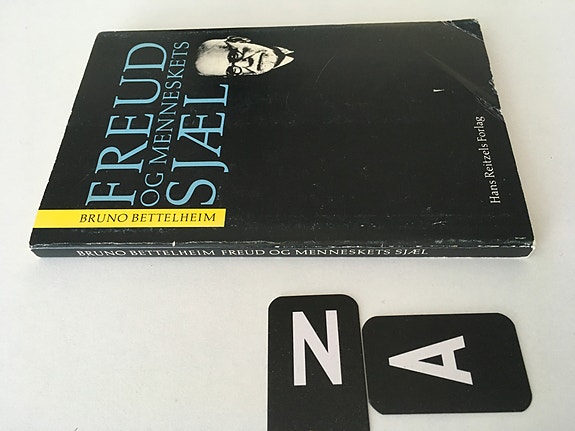 FREUD
OG MENNESKETS
SJÆL
BRUNO BETTELHEIM
Hans Reitzels Forlag
BRUNO BETTELHEIM FREUD OG MENNESKETS SJÆL
Z
A